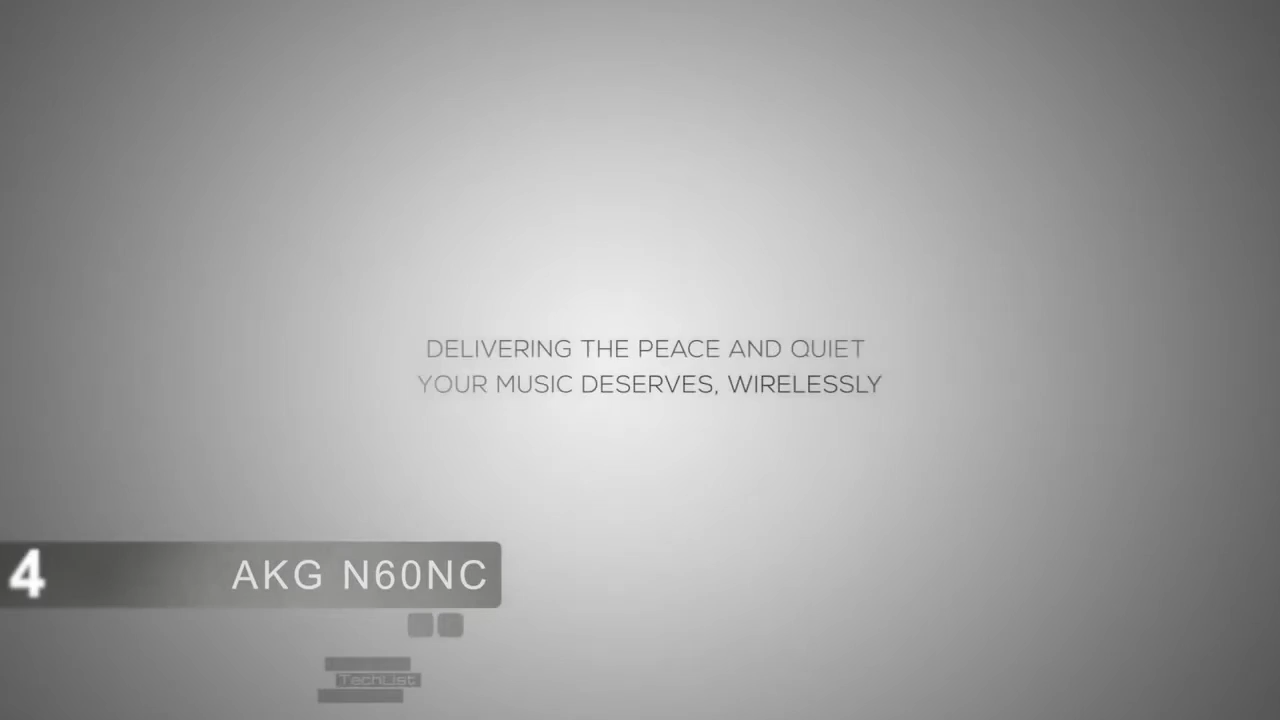 DELIVERING THE PEACE AND QUIET
YOUR MUSIC DESERVES, WIRELESSLY
4 AKG N60NC
TechList